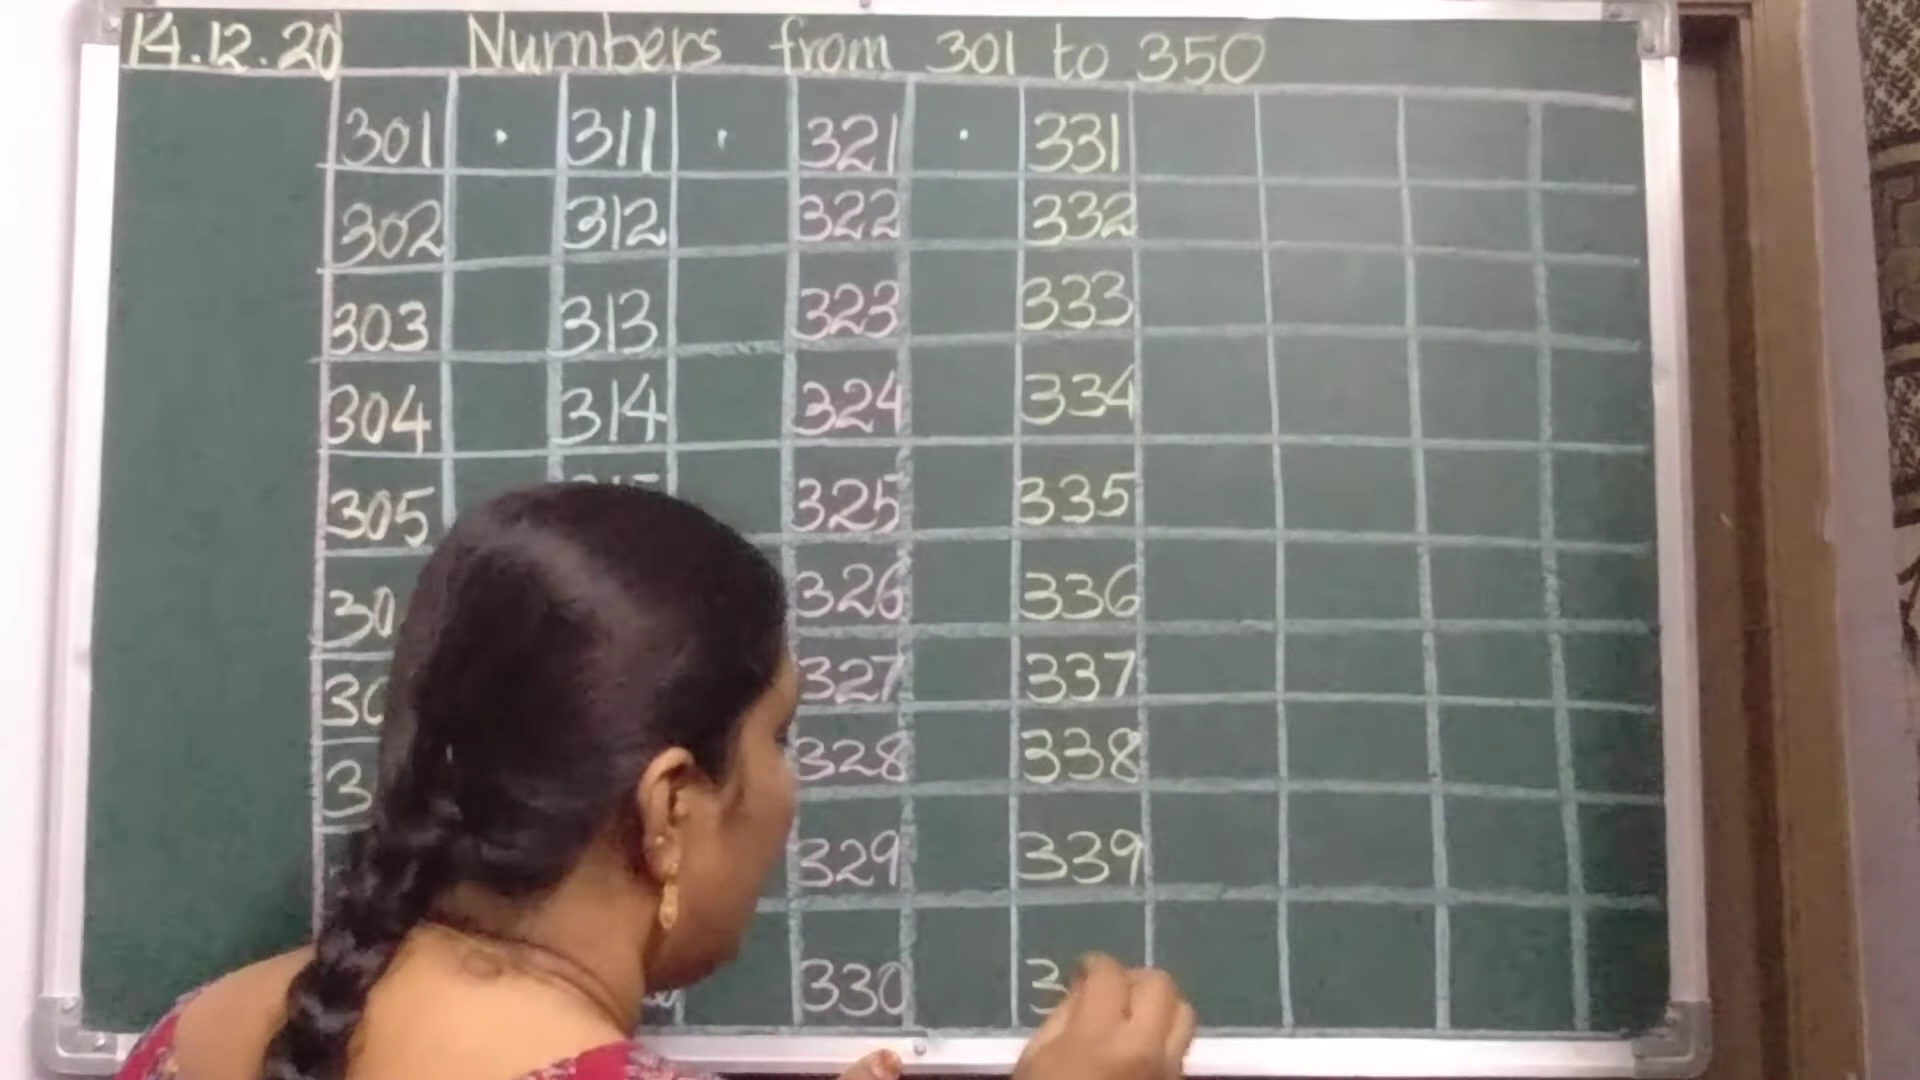 14.12.20 Numbers from 301 to 350
301 . 311 . 321 . 331
302 312 322 332
303 313 323 333
304 314 324 334
305 325 335
326 336
327 337
328 338
329 339
330